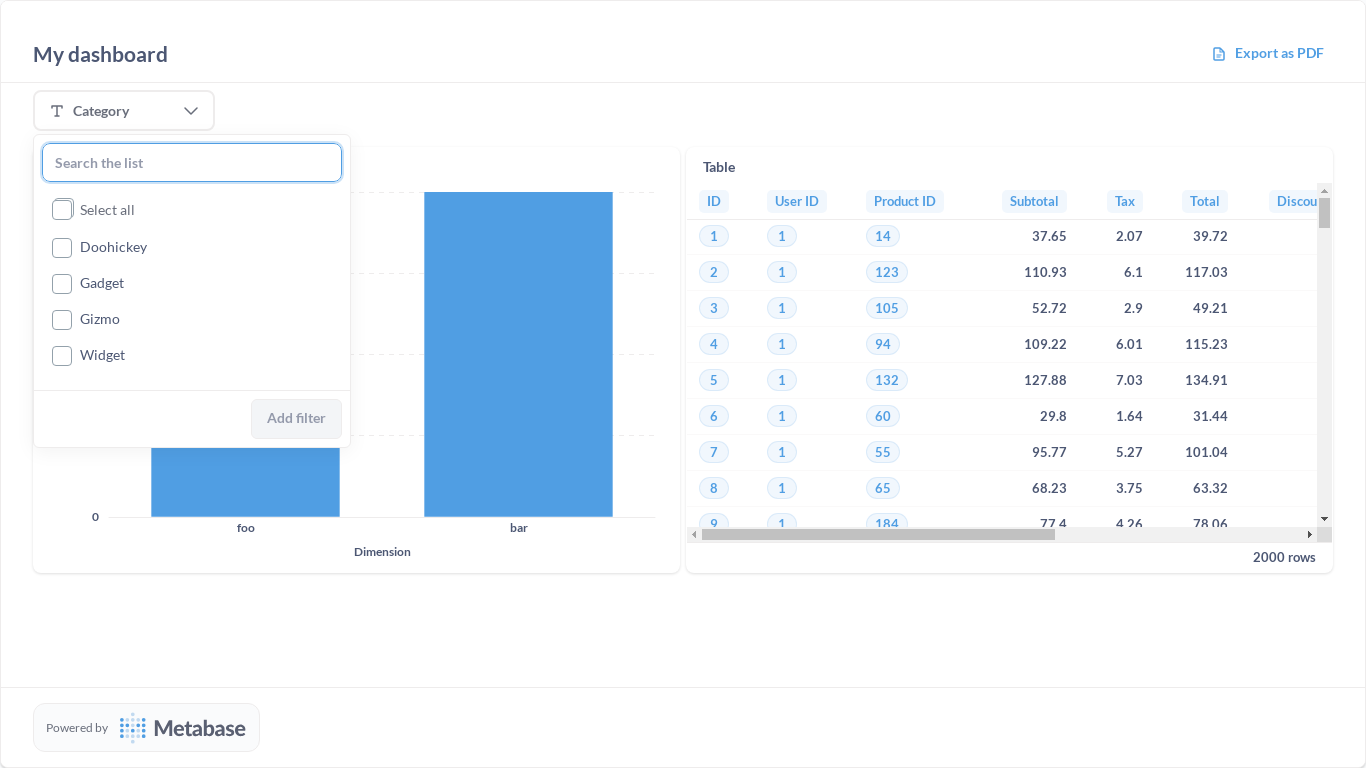 My dashboard
Export as PDF
Category
Search the list
Select all
Doohickey
Gadget
Gizmo
Widget
Add filter
0
foo bar
Dimension
Table
ID User ID Product ID Subtotal Tax Total Discou
1 1 14 37.65 2.07 39.72
2 1 123 110.93 6.1 117.03
3 1 105 52.72 2.9 49.21
4 1 94 109.22 6.01 115.23
5 1 132 127.88 7.03 134.91
6 1 60 29.8 1.64 31.44
7 1 55 95.77 5.27 101.04
8 1 65 68.23 3.75 63.32
9 1 184 77.4 4.26 78.06
2000 rows
Powered by Metabase